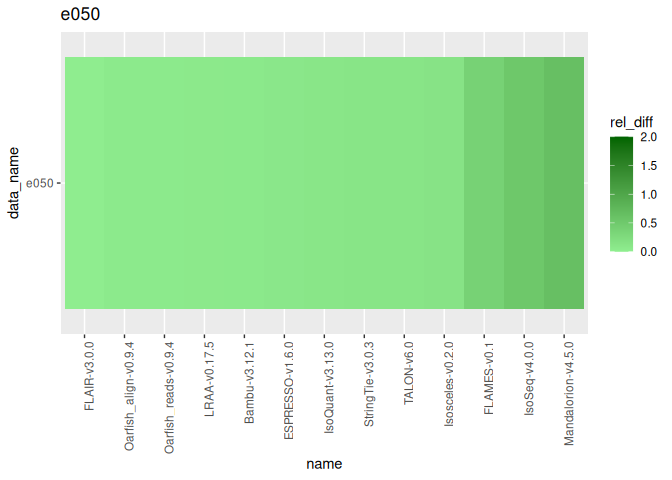 e050
data_name
e050
FLAIR-v3.0.0
Oarfish_align-v0.9.4
Oarfish_reads-v0.9.4
LRAA-v0.17.5
Bambu-v3.12.1
ESPRESSO-v1.6.0
IsoQuant-v3.13.0
StringTie-v3.0.3
TALON-v6.0
Isosceles-v0.2.0
FLAMES-v0.1
IsoSeq-v4.0.0
Mandalorion-v4.5.0
name
rel_diff
2.0
1.5
1.0
0.5
0.0